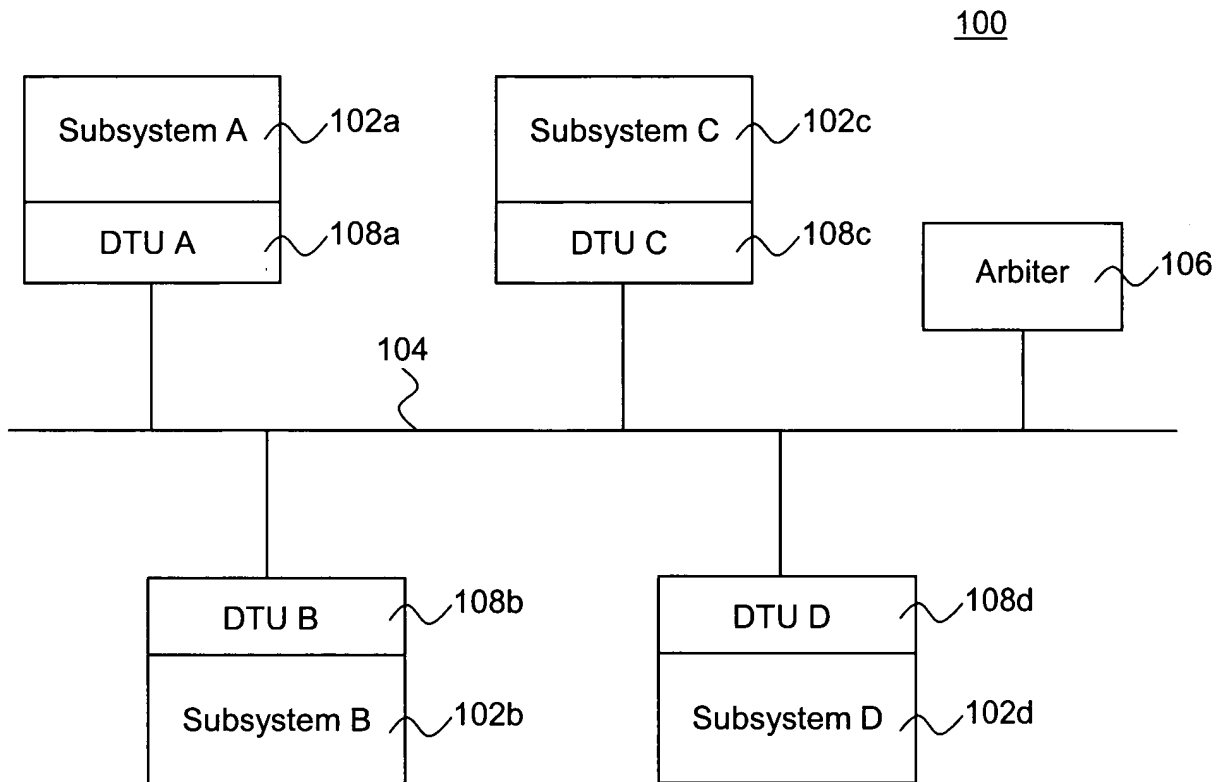 100
Subsystem A
102a
DTU A
108a
Subsystem C
102c
DTU C
108c
Arbiter
106
104
DTU B
108b
Subsystem B
102b
DTU D
108d
Subsystem D
102d